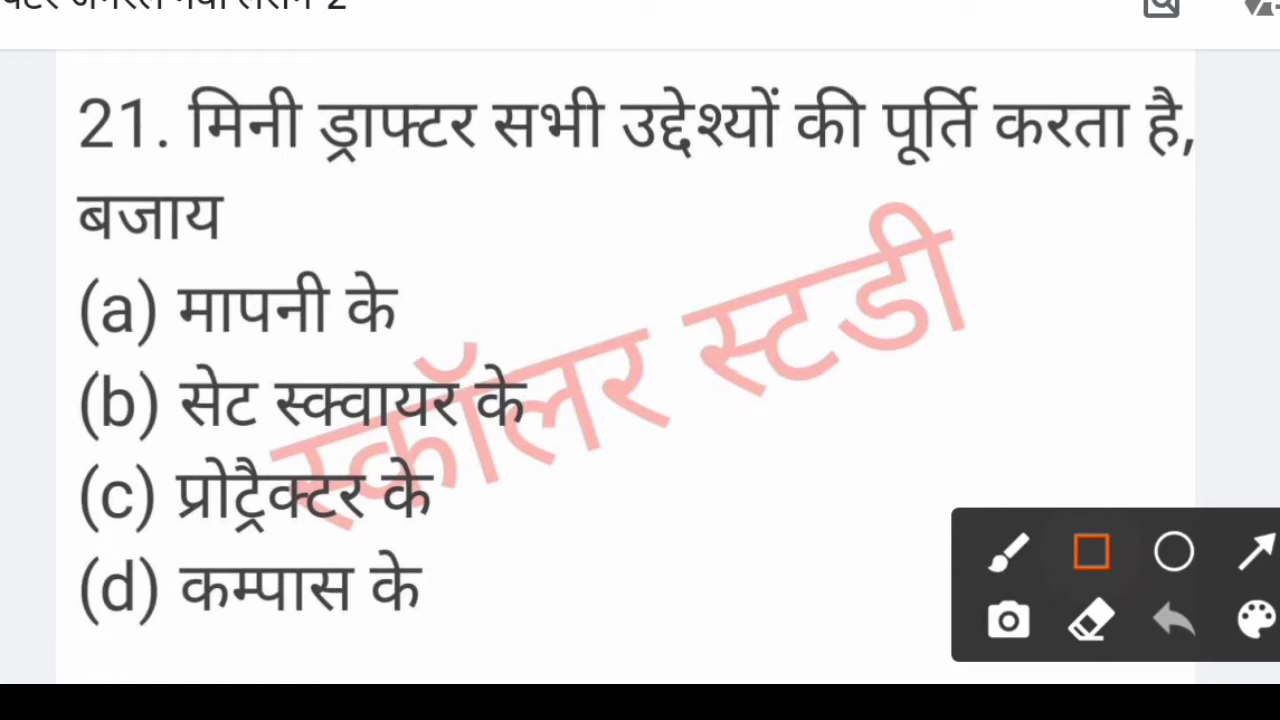 21. मिनी ड्राफ्टर सभी उद्देश्यों की पूर्ति करता है,
बजाय
(a) मापनी के
(b) सेट स्क्वायर के
(c) प्रोट्रैक्टर के
(d) कम्पास के
स्कॉलर स्टडी